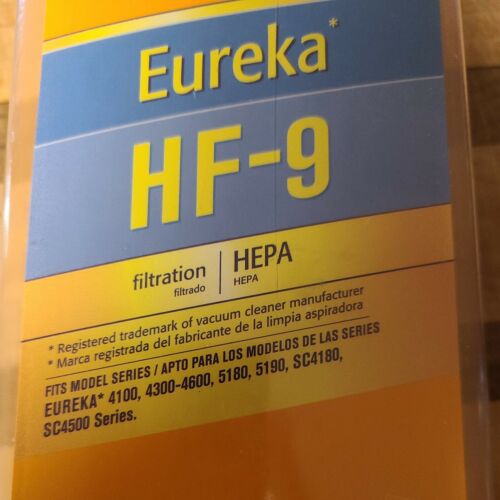 Eureka*
HF-9
filtration | HEPA
filtrado HEPA
* Registered trademark of vacuum cleaner manufacturer
* Marca registrada del fabricante de la limpia aspiradora
FITS MODEL SERIES / APTO PARA LOS MODELOS DE LAS SERIES
EUREKA* 4100, 4300-4600, 5180, 5190, SC4180,
SC4500 Series.